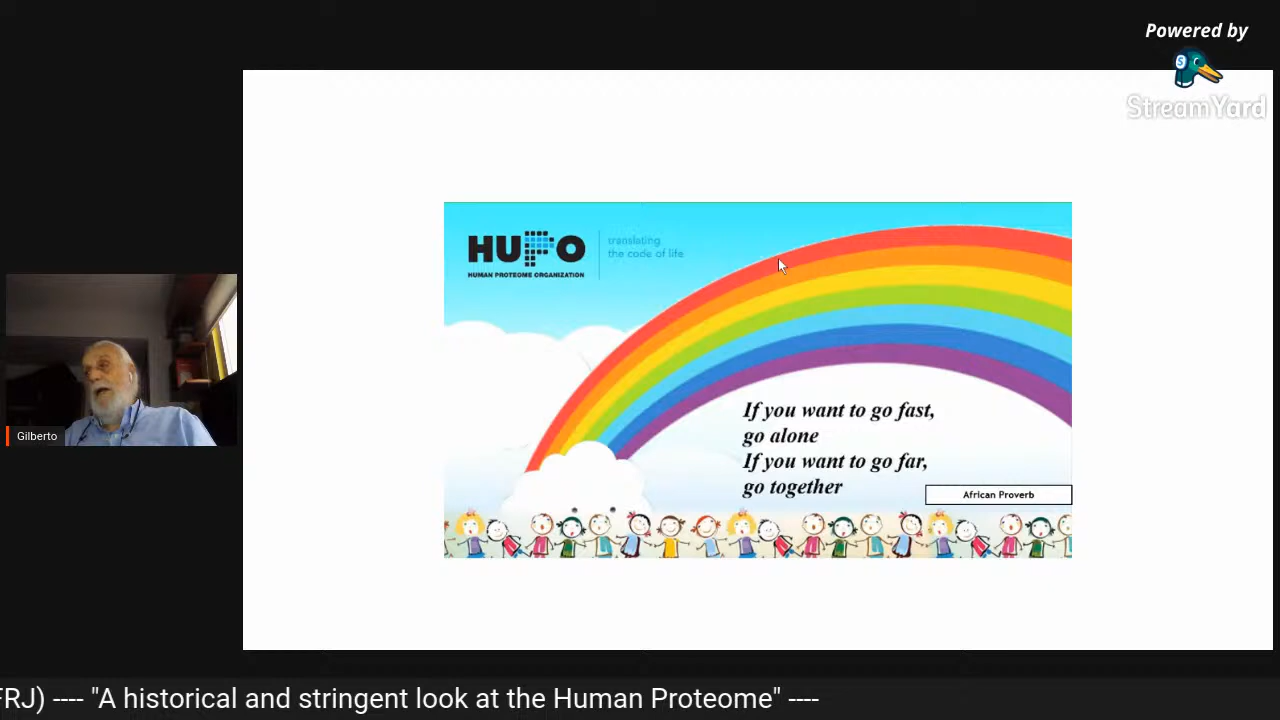 Powered by
StreamYard
HUPO
HUMAN PROTEOME ORGANIZATION
translating
the code of life
If you want to go fast,
go alone
If you want to go far,
go together
African Proverb
Gilberto
FRJ) ---- "A historical and stringent look at the Human Proteome" ----